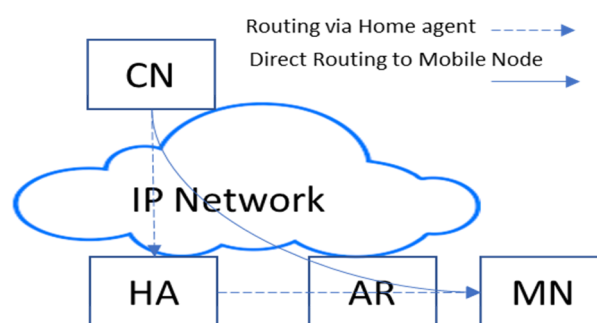 Routing via Home agent
Direct Routing to Mobile Node
CN
IP Network
HA
AR
MN